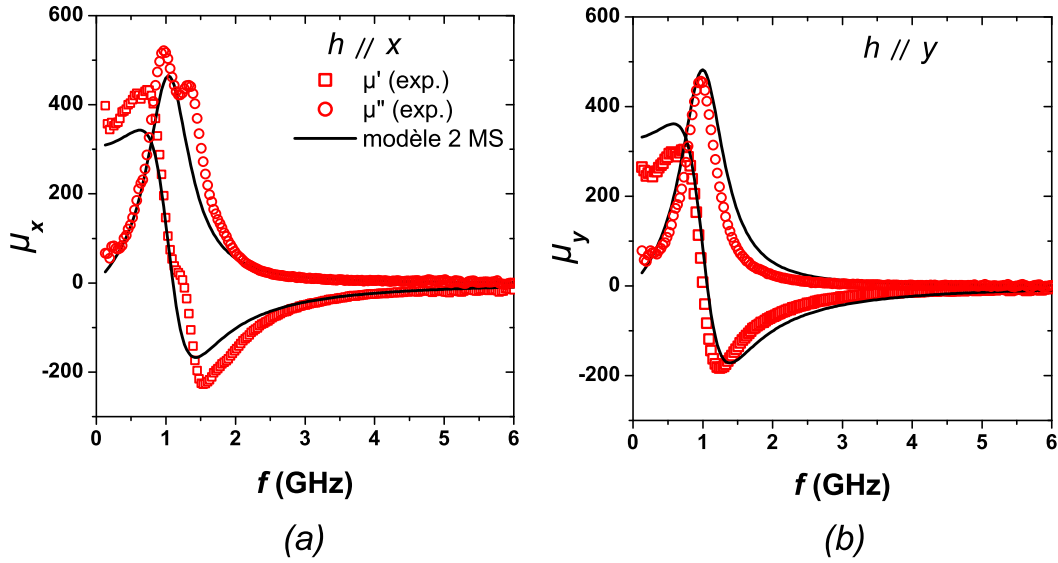 600
400
200
0
-200
μx
h // x
μ' (exp.)
μ" (exp.)
modèle 2 MS
0 1 2 3 4 5 6
f (GHz)
(a)
600
400
200
0
-200
μy
h // y
0 1 2 3 4 5 6
f (GHz)
(b)